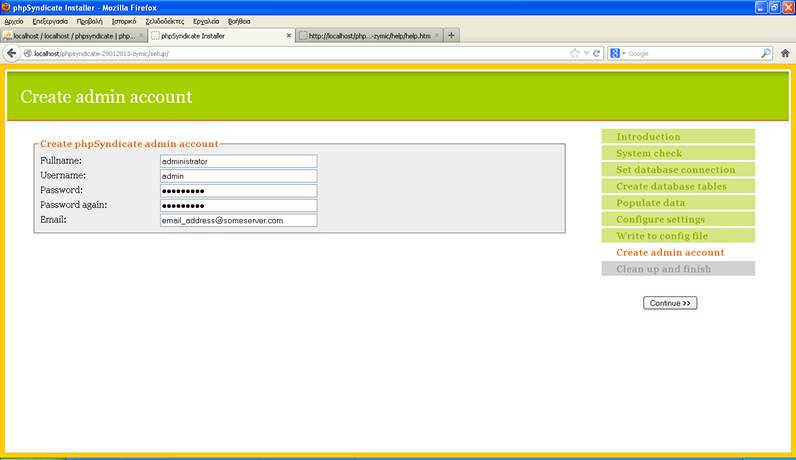 phpSyndicate Installer - Mozilla Firefox
Αρχείο Επεξεργασία Προβολή Ιστορικό Σελιδοδείκτες Εργαλεία Βοήθεια
localhost / localhost / phpsyndicate | php... × phpSyndicate Installer × http://localhost/php...-zymic/help/help.htm × +
localhost/phpsyndicate-29012013-zymic/setup/ Google
Create admin account
Create phpSyndicate admin account
Fullname: administrator
Username: admin
Password: ●●●●●●●●●
Password again: ●●●●●●●●●
Email: email_address@someserver.com
Introduction
System check
Set database connection
Create database tables
Populate data
Configure settings
Write to config file
Create admin account
Clean up and finish
Continue >>